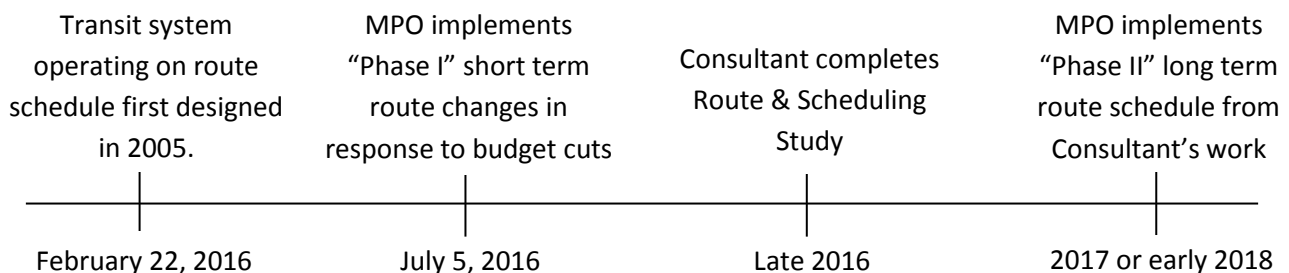 Transit system
operating on route
schedule first designed
in 2005.
MPO implements
“Phase I” short term
route changes in
response to budget cuts
Consultant completes
Route & Scheduling
Study
MPO implements
“Phase II” long term
route schedule from
Consultant’s work
February 22, 2016
July 5, 2016
Late 2016
2017 or early 2018